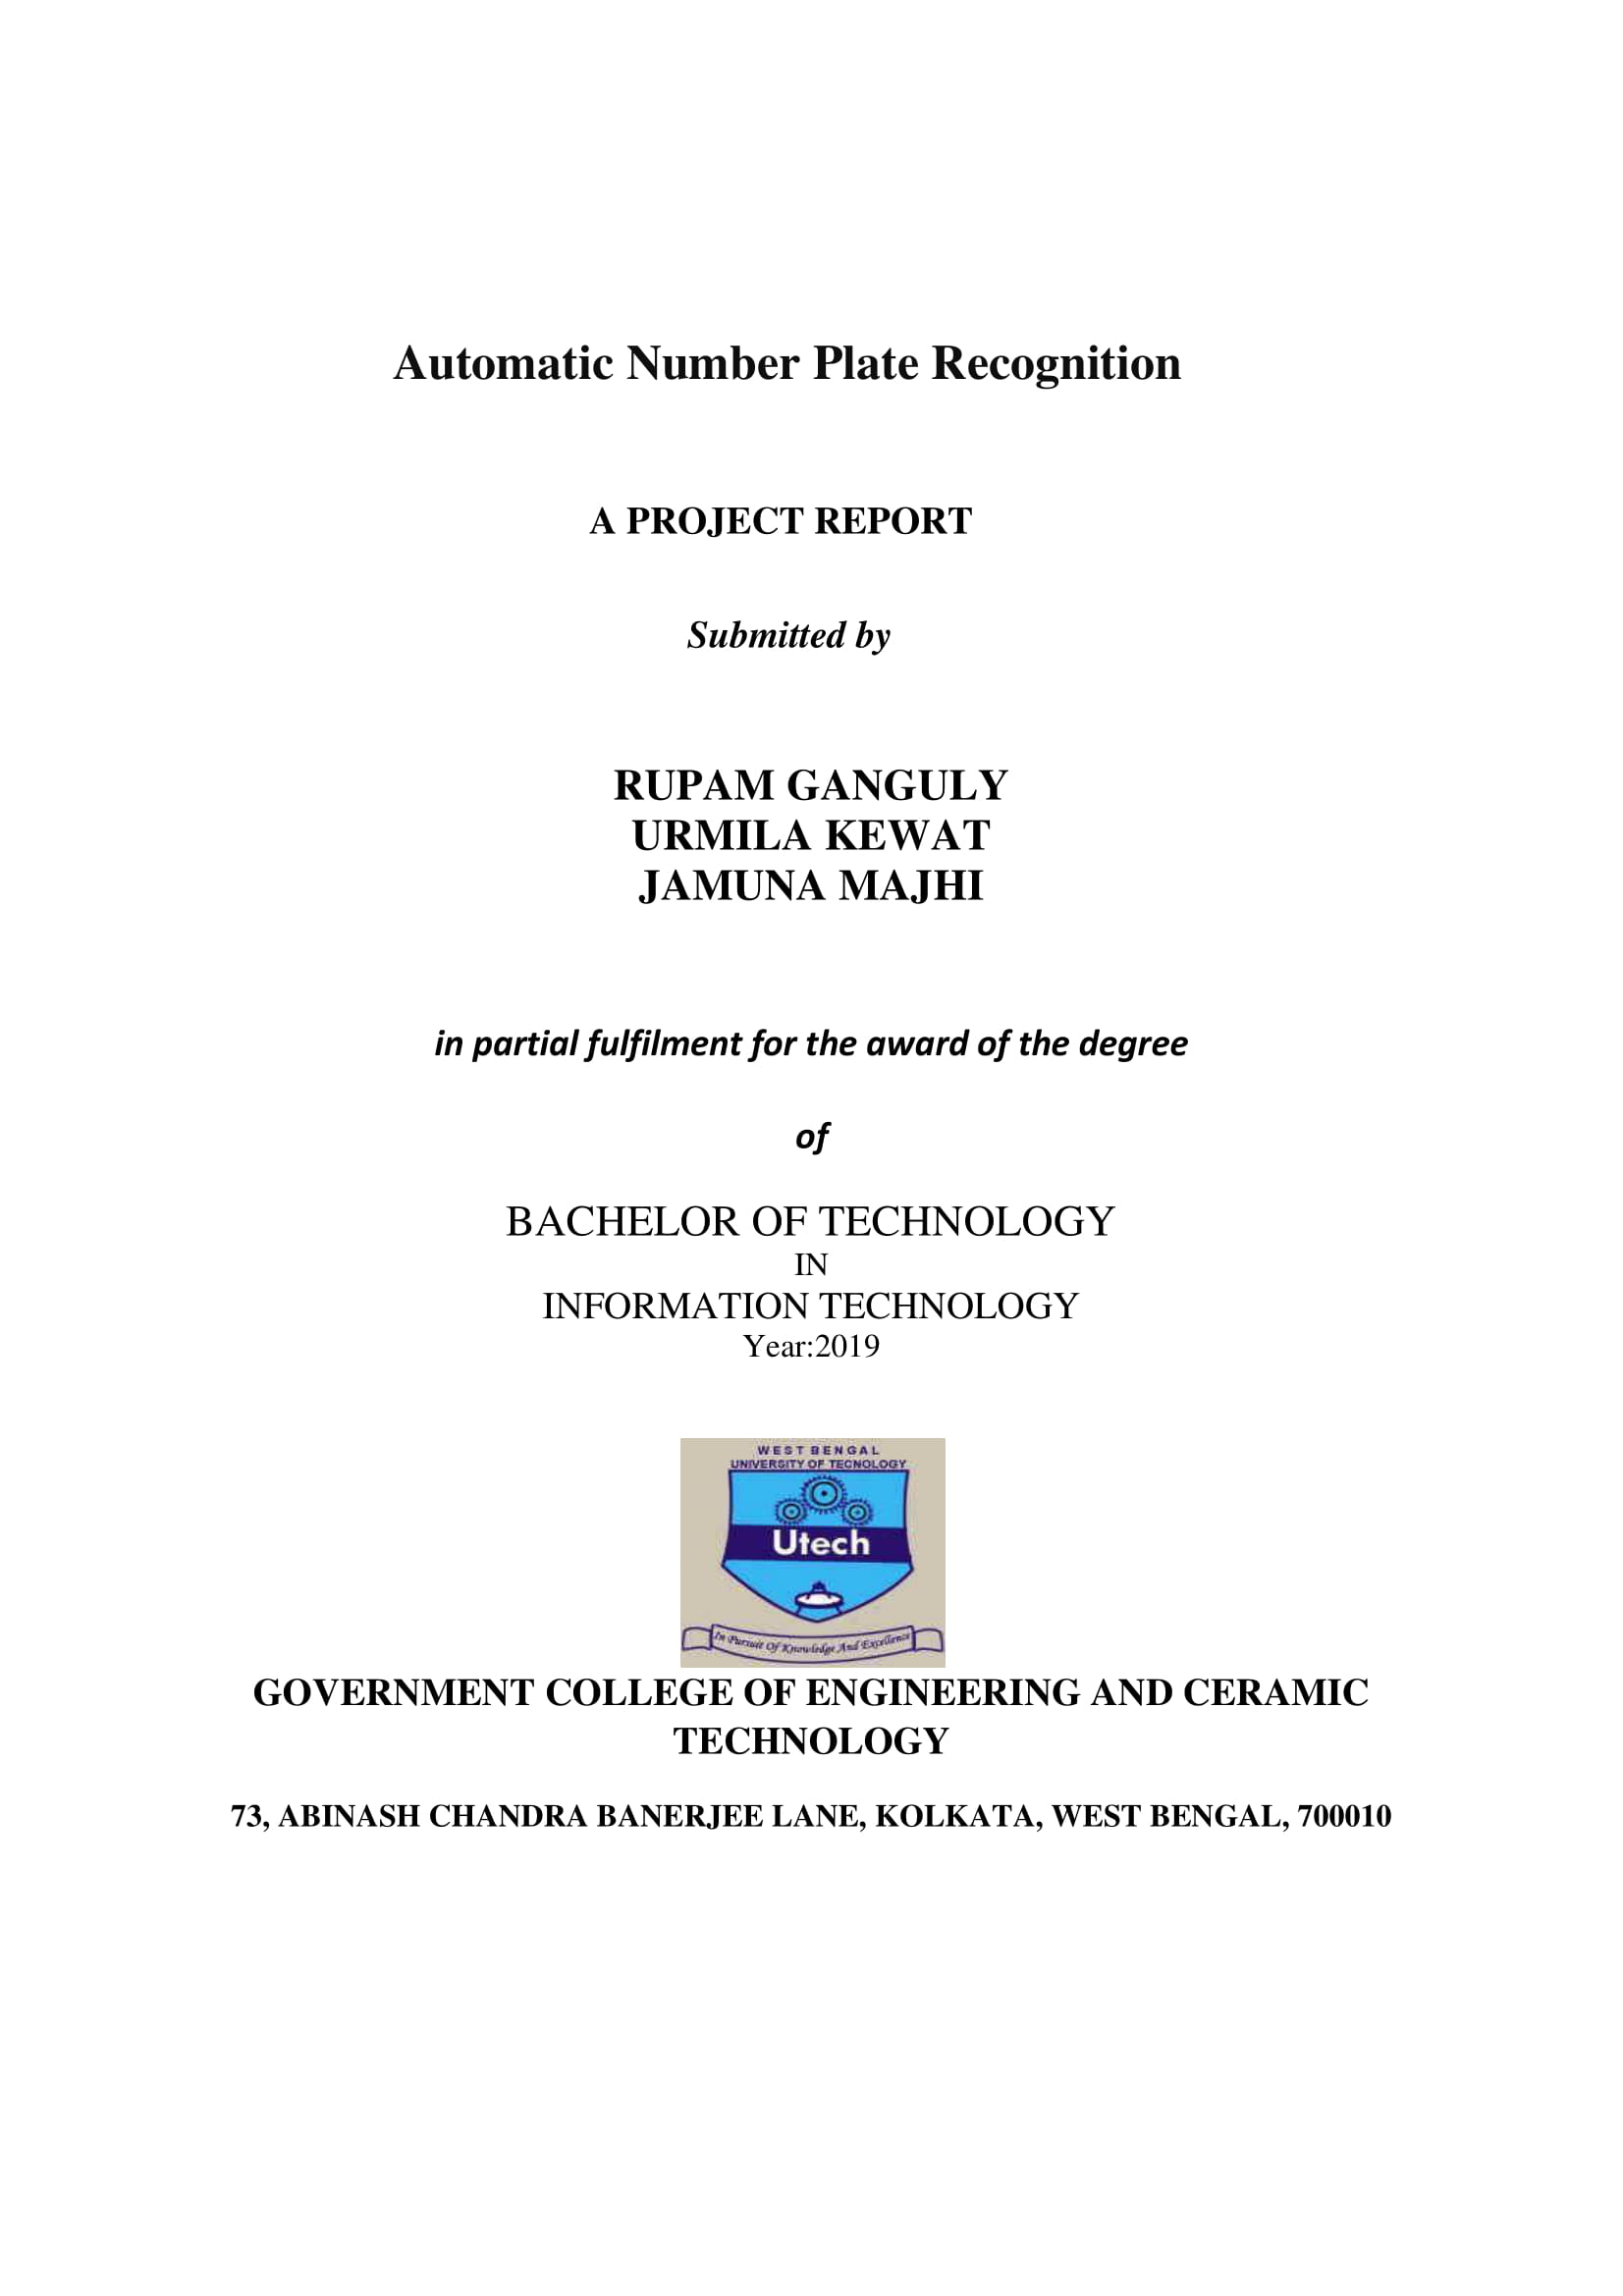 Automatic Number Plate Recognition
A PROJECT REPORT
Submitted by
RUPAM GANGULY
URMILA KEWAT
JAMUNA MAJHI
in partial fulfilment for the award of the degree
of
BACHELOR OF TECHNOLOGY
IN
INFORMATION TECHNOLOGY
Year:2019
WEST BENGAL
UNIVERSITY OF TECNOLOGY
Utech
In Pursuit Of Knowledge And Excellence
GOVERNMENT COLLEGE OF ENGINEERING AND CERAMIC
TECHNOLOGY
73, ABINASH CHANDRA BANERJEE LANE, KOLKATA, WEST BENGAL, 700010